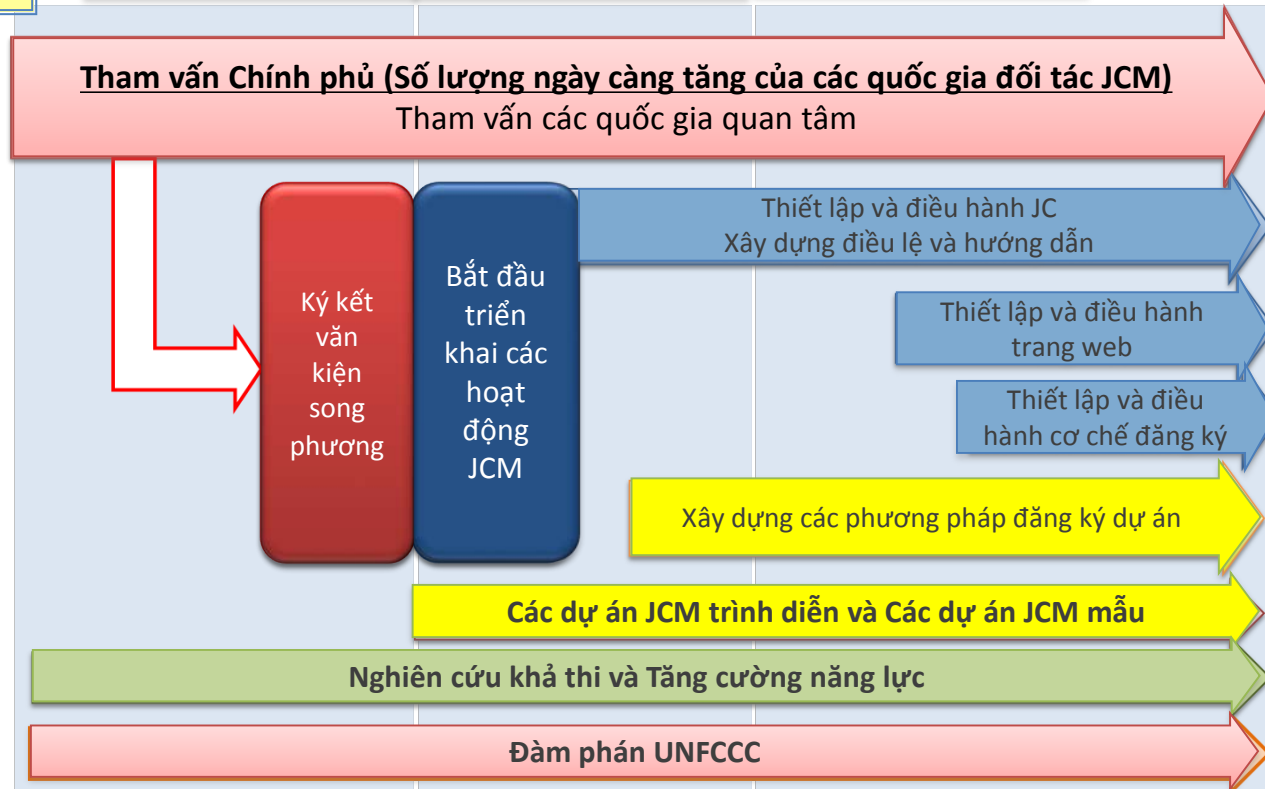 Tham vấn Chính phủ (Số lượng ngày càng tăng của các quốc gia đối tác JCM)
Tham vấn các quốc gia quan tâm
Ký kết
văn
kiện
song
phương
Bắt đầu
triển
khai các
hoạt
động
JCM
Thiết lập và điều hành JC
Xây dựng điều lệ và hướng dẫn
Thiết lập và điều hành
trang web
Thiết lập và điều
hành cơ chế đăng ký
Xây dựng các phương pháp đăng ký dự án
Các dự án JCM trình diễn và Các dự án JCM mẫu
Nghiên cứu khả thi và Tăng cường năng lực
Đàm phán UNFCCC